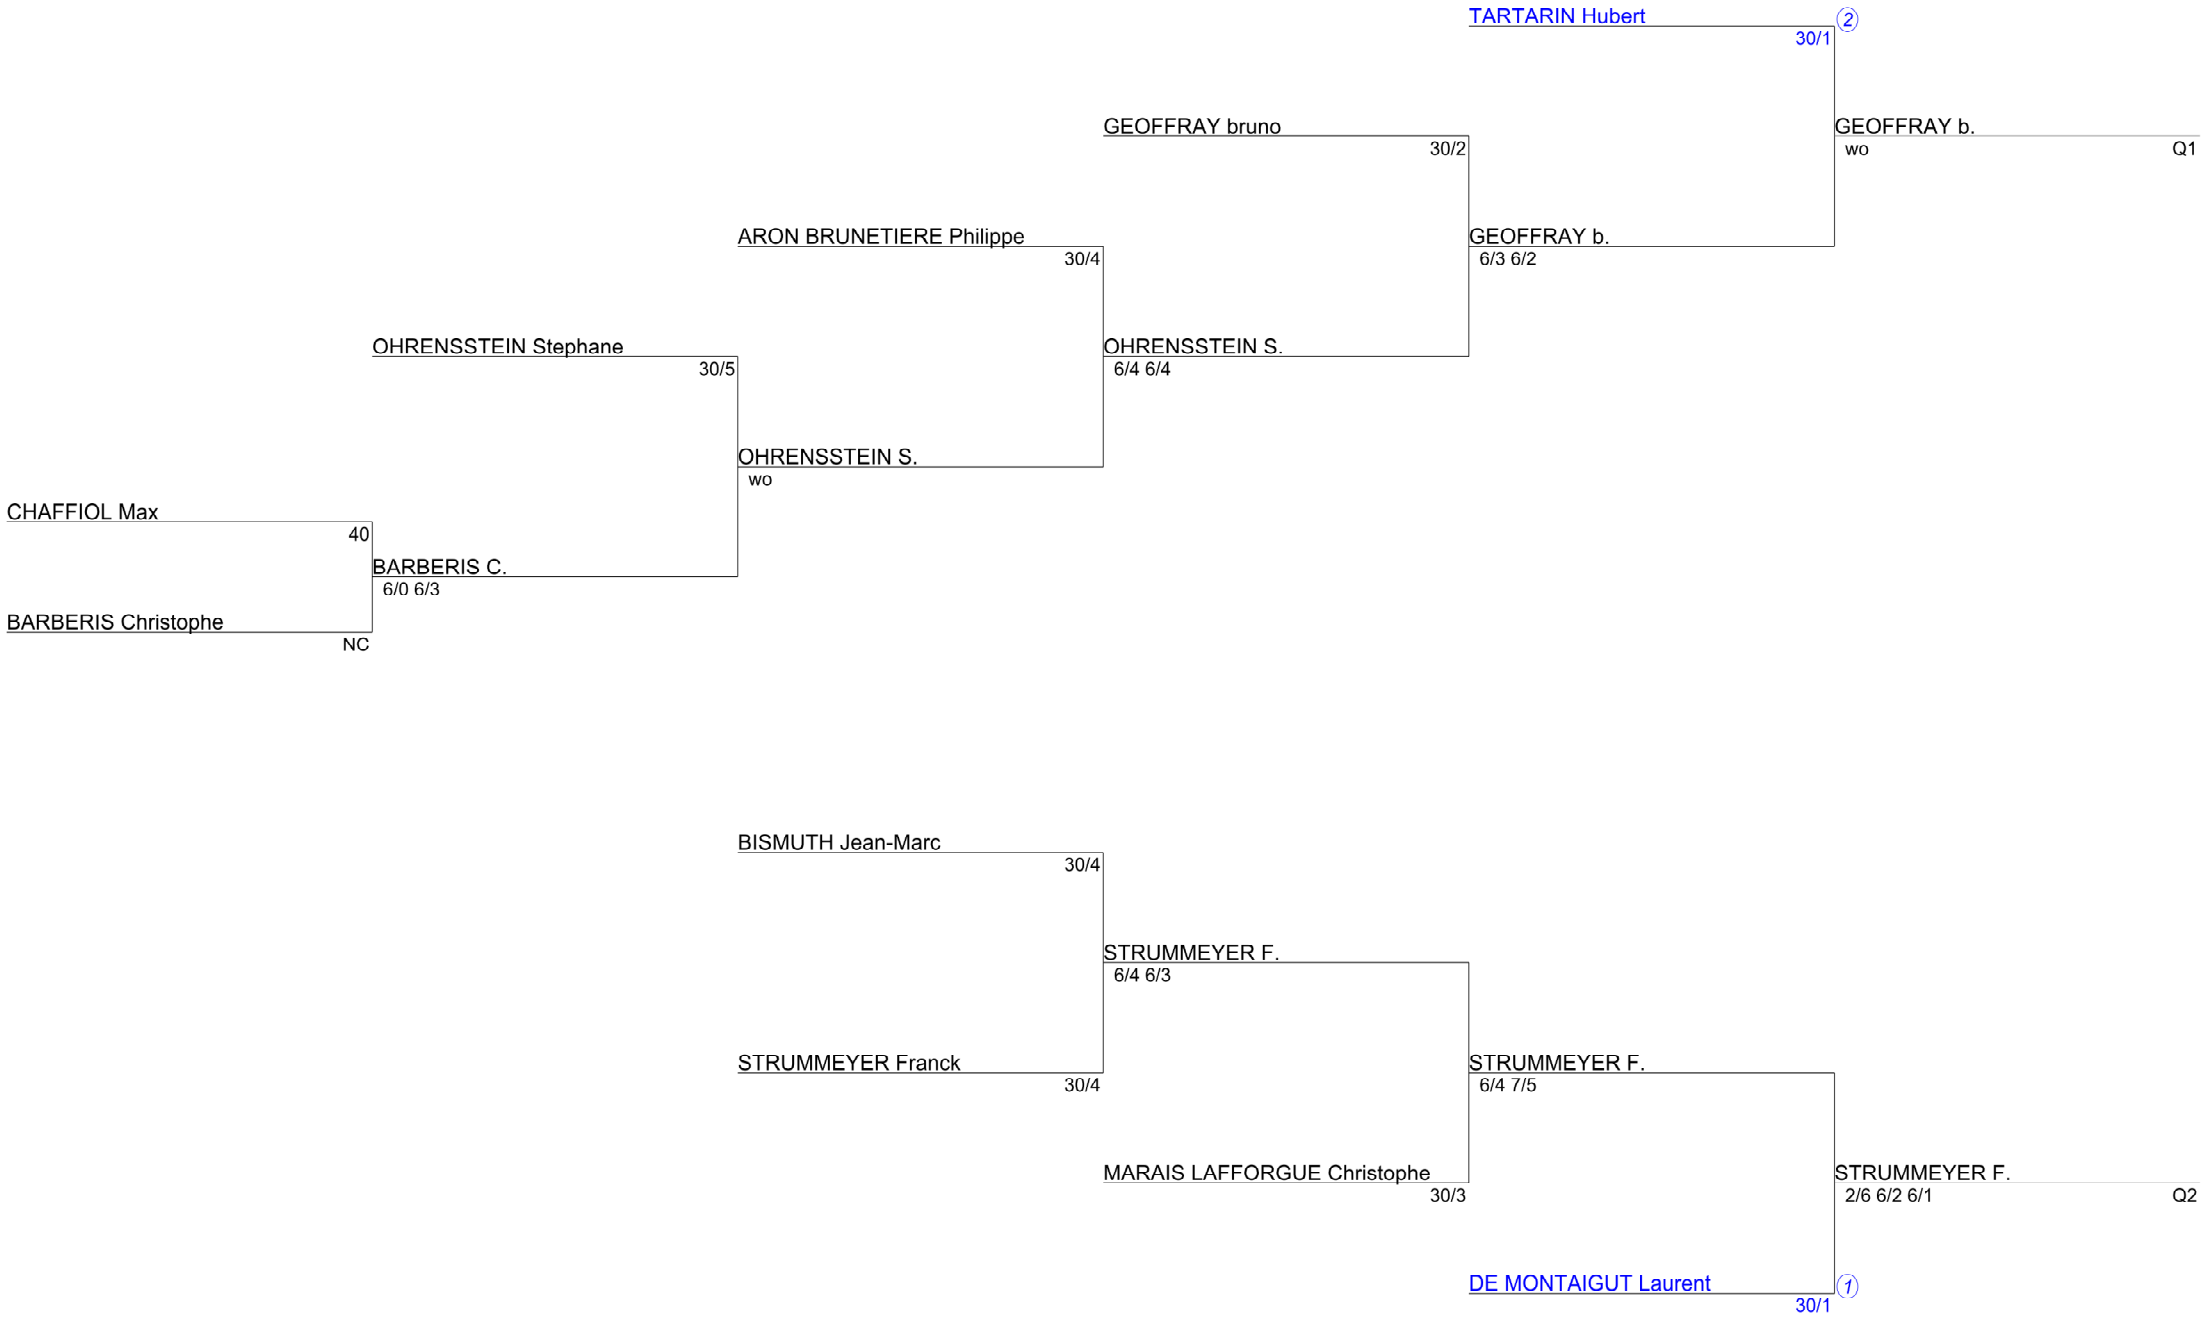 TARTARIN Hubert
2
30/1
GEOFFRAY bruno
30/2
GEOFFRAY b.
wo
Q1
ARON BRUNETIERE Philippe
30/4
GEOFFRAY b.
6/3 6/2
OHRENSSTEIN Stephane
30/5
OHRENSSTEIN S.
6/4 6/4
OHRENSSTEIN S.
wo
CHAFFIOL Max
40
BARBERIS C.
6/0 6/3
BARBERIS Christophe
NC
BISMUTH Jean-Marc
30/4
STRUMMEYER F.
6/4 6/3
STRUMMEYER Franck
30/4
STRUMMEYER F.
6/4 7/5
MARAIS LAFFORGUE Christophe
30/3
STRUMMEYER F.
2/6 6/2 6/1
Q2
DE MONTAIGUT Laurent
1
30/1